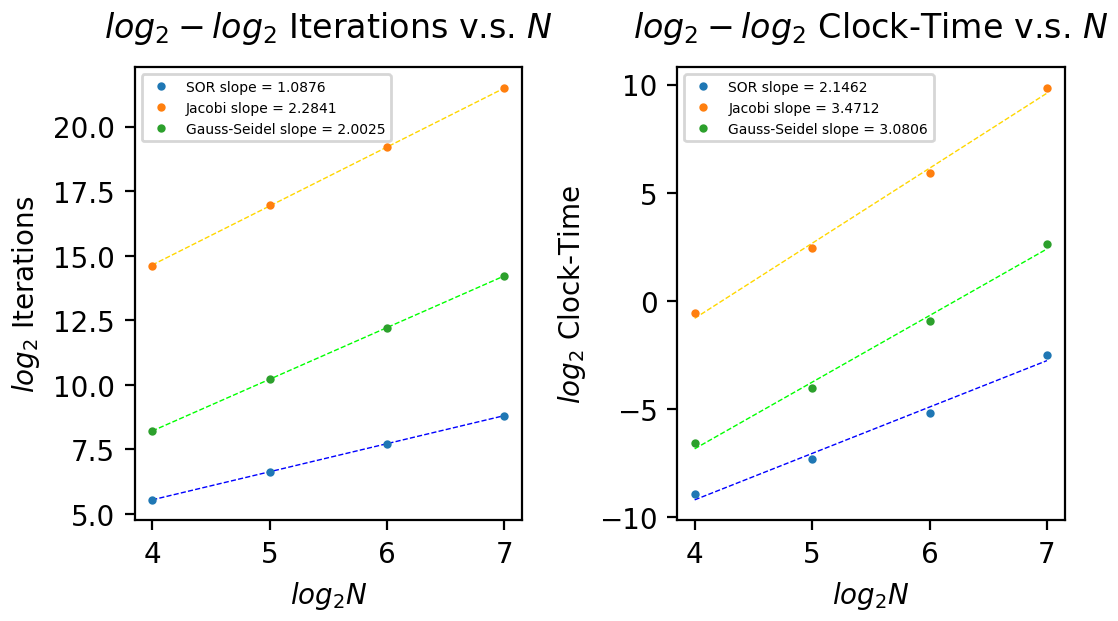 log₂ − log₂ Iterations v.s. N
SOR slope = 1.0876
Jacobi slope = 2.2841
Gauss-Seidel slope = 2.0025
20.0
17.5
15.0
12.5
10.0
7.5
5.0
log₂ Iterations
4 5 6 7
log₂N
log₂ − log₂ Clock-Time v.s. N
SOR slope = 2.1462
Jacobi slope = 3.4712
Gauss-Seidel slope = 3.0806
10
5
0
−5
−10
log₂ Clock-Time
4 5 6 7
log₂N